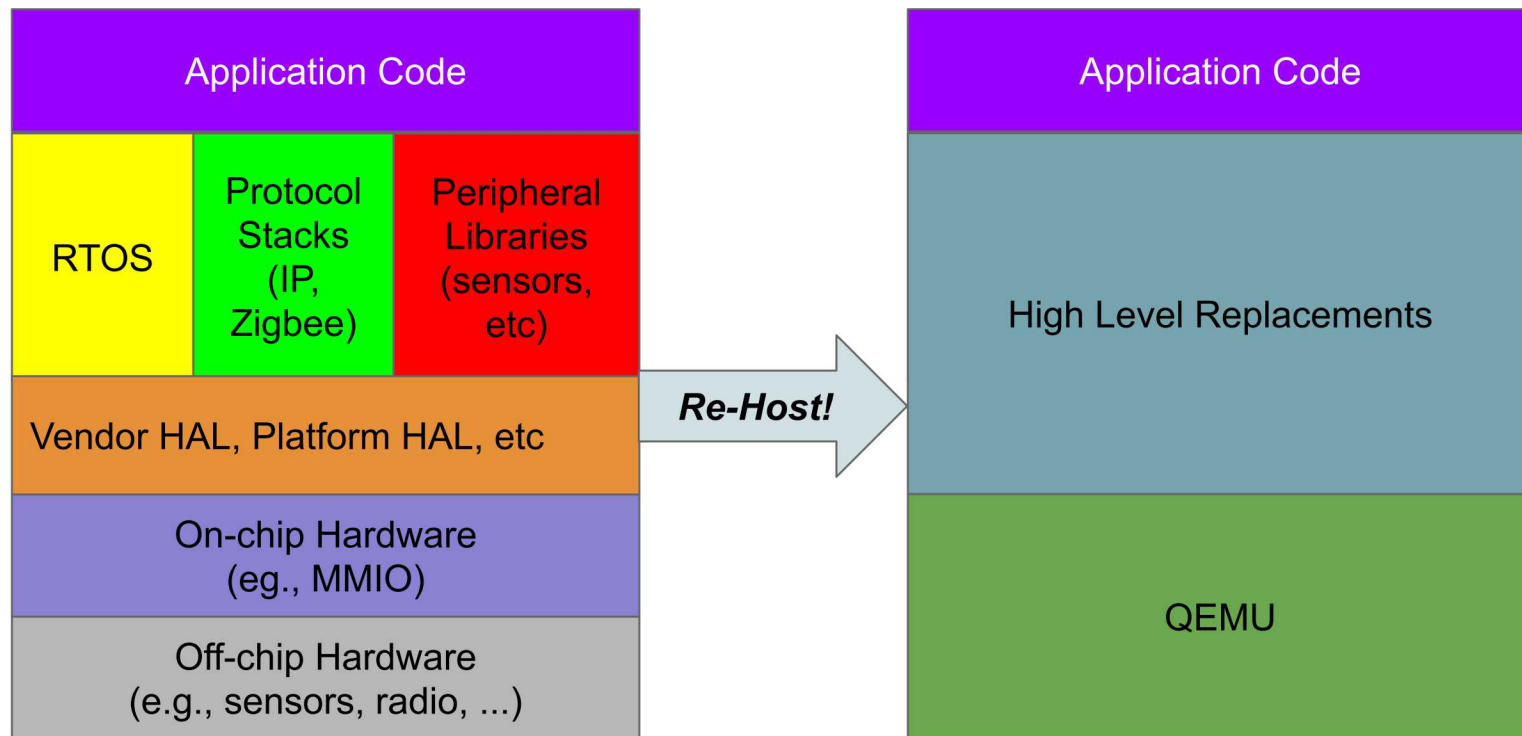 Application Code
RTOS
Protocol
Stacks
(IP,
Zigbee)
Peripheral
Libraries
(sensors,
etc)
Vendor HAL, Platform HAL, etc
On-chip Hardware
(eg., MMIO)
Off-chip Hardware
(e.g., sensors, radio, ...)
Re-Host!
Application Code
High Level Replacements
QEMU